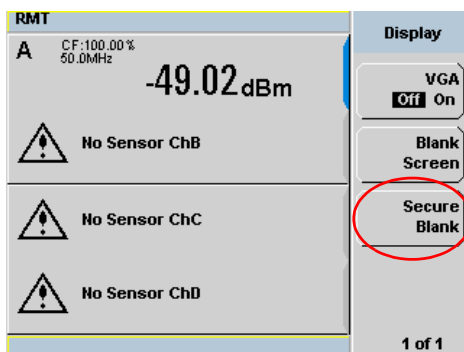 RMT
A
CF:100.00%
50.0MHz
-49.02dBm
No Sensor ChB
No Sensor ChC
No Sensor ChD
Display
VGA
Off On
Blank
Screen
Secure
Blank
1 of 1